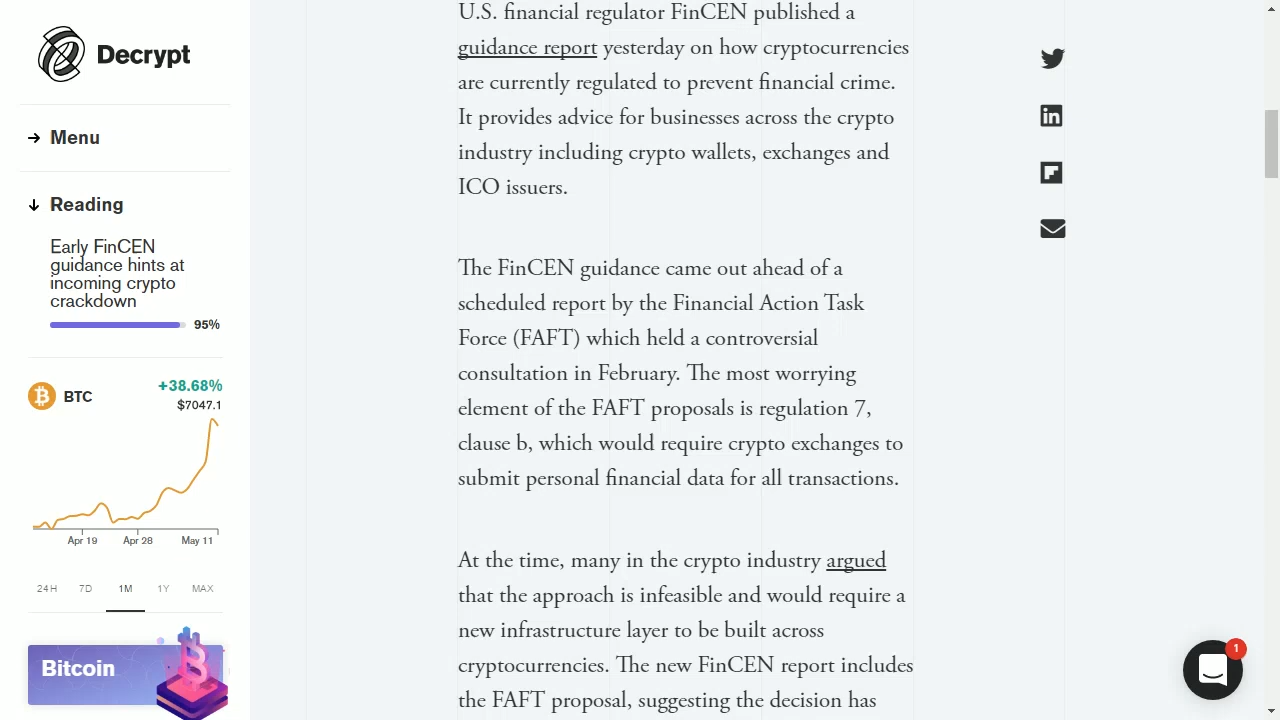 Decrypt
Menu
Reading
Early FinCEN
guidance hints at
incoming crypto
crackdown
95%
BTC
+38.68%
$7047.1
Apr 19
Apr 28
May 11
24H
7D
1M
1Y
MAX
Bitcoin
U.S. financial regulator FinCEN published a
guidance report yesterday on how cryptocurrencies
are currently regulated to prevent financial crime.
It provides advice for businesses across the crypto
industry including crypto wallets, exchanges and
ICO issuers.
The FinCEN guidance came out ahead of a
scheduled report by the Financial Action Task
Force (FAFT) which held a controversial
consultation in February. The most worrying
element of the FAFT proposals is regulation 7,
clause b, which would require crypto exchanges to
submit personal financial data for all transactions.
At the time, many in the crypto industry argued
that the approach is infeasible and would require a
new infrastructure layer to be built across
cryptocurrencies. The new FinCEN report includes
the FAFT proposal, suggesting the decision has
1